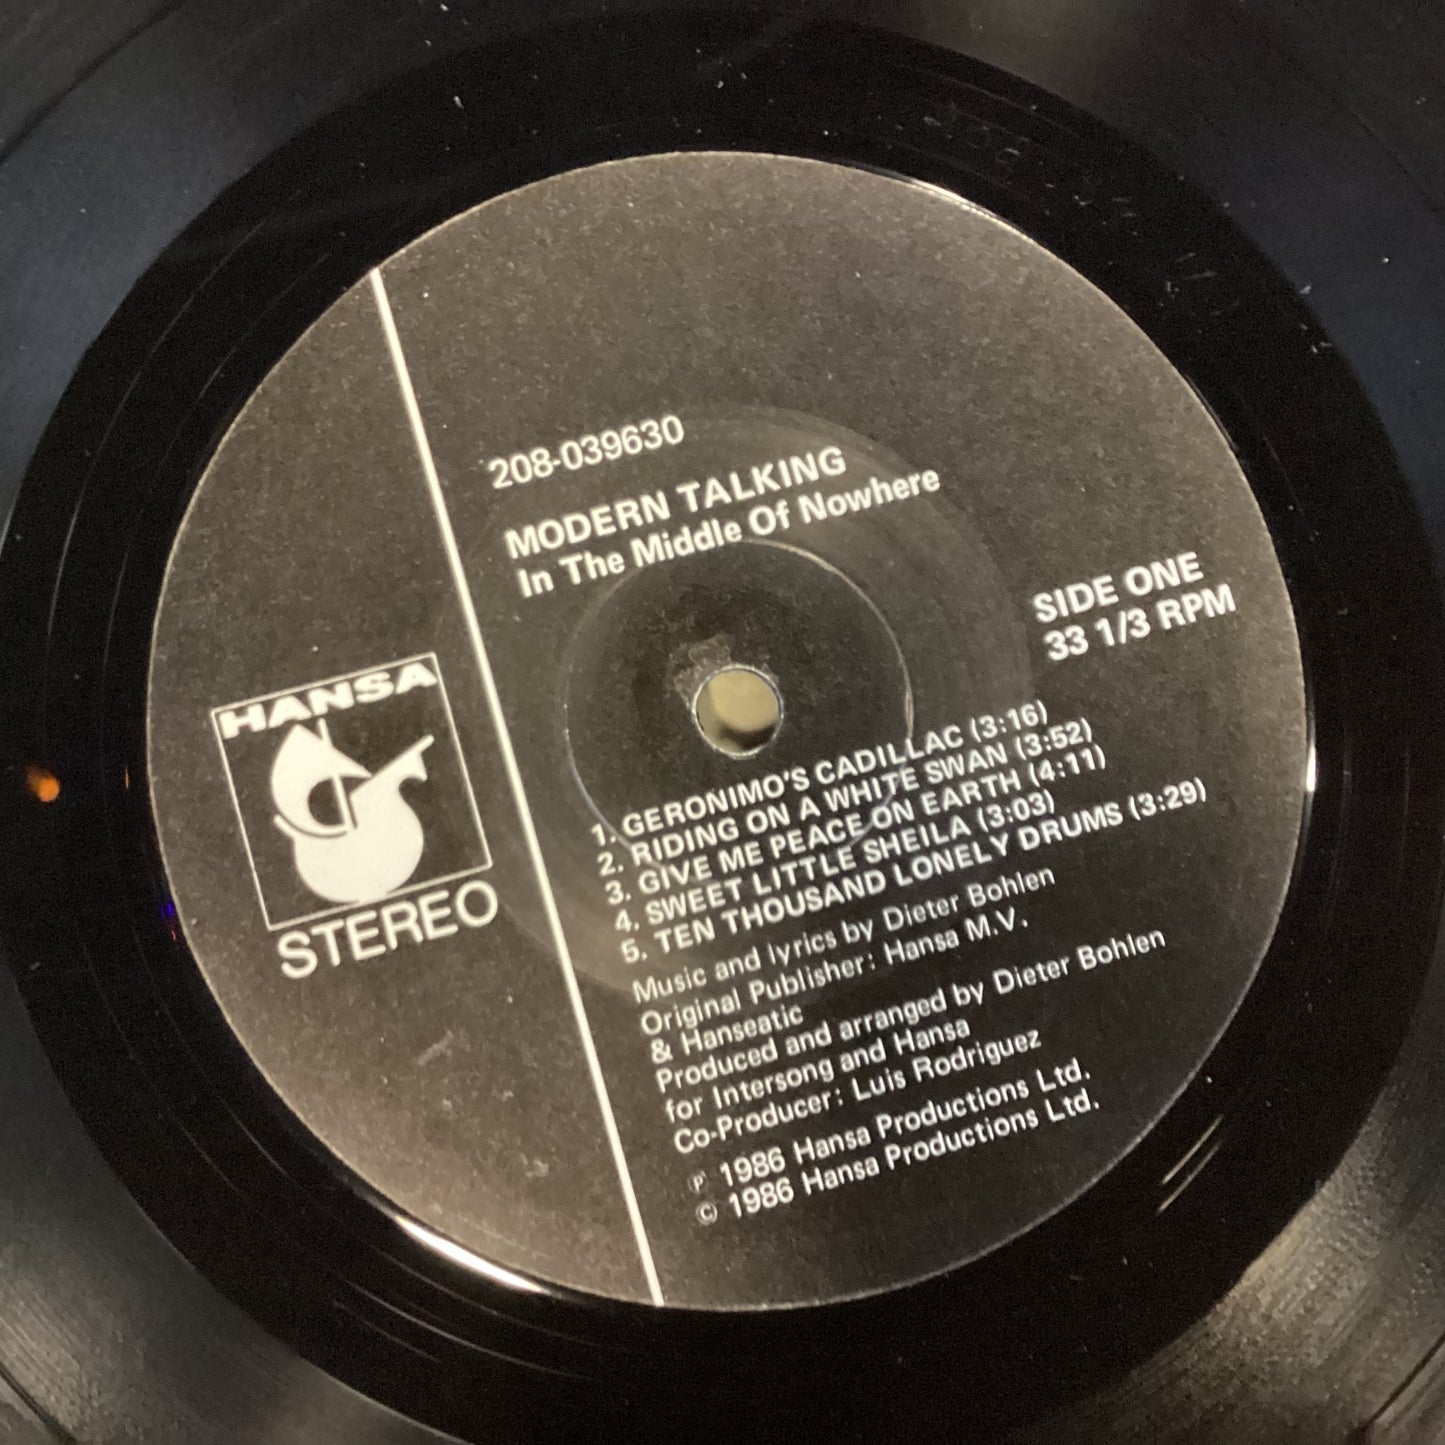 208-039630
MODERN TALKING
In The Middle Of Nowhere
SIDE ONE
33 1/3 RPM
HANSA
STEREO
1. GERONIMO'S CADILLAC (3:16)
2. RIDING ON A WHITE SWAN (3:52)
3. GIVE ME PEACE ON EARTH (4:11)
4. SWEET LITTLE SHEILA (3:03)
5. TEN THOUSAND LONELY DRUMS (3:29)
Music and lyrics by Dieter Bohlen
Original Publisher: Hansa M.V.
& Hanseatic
Produced and arranged by Dieter Bohlen
for Intersong and Hansa
Co-Producer: Luis Rodriguez
℗ 1986 Hansa Productions Ltd.
© 1986 Hansa Productions Ltd.